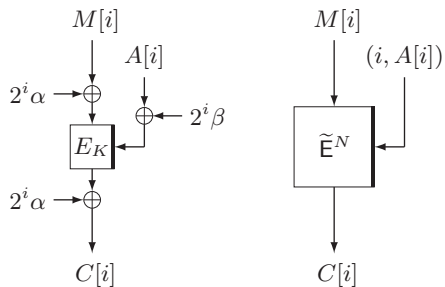 M[i]
A[i]
2^i α
2^i β
E_K
2^i α
C[i]
M[i]
(i, A[i])
Ẽ^N
C[i]